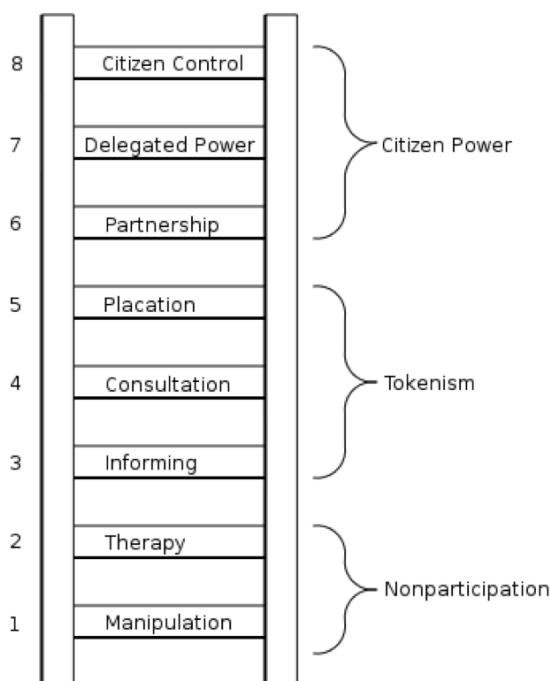 8 Citizen Control
7 Delegated Power
Citizen Power
6 Partnership
5 Placation
4 Consultation
Tokenism
3 Informing
2 Therapy
Nonparticipation
1 Manipulation